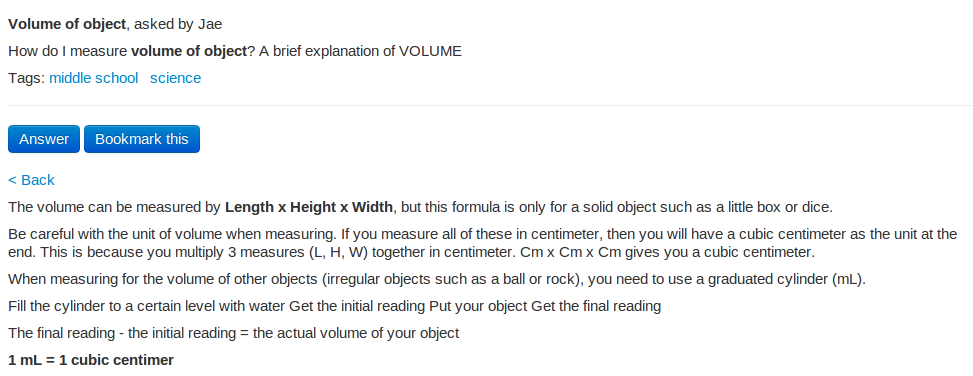 Volume of object, asked by Jae
How do I measure volume of object? A brief explanation of VOLUME
Tags: middle school science
Answer Bookmark this
< Back
The volume can be measured by Length x Height x Width, but this formula is only for a solid object such as a little box or dice.
Be careful with the unit of volume when measuring. If you measure all of these in centimeter, then you will have a cubic centimeter as the unit at the
end. This is because you multiply 3 measures (L, H, W) together in centimeter. Cm x Cm x Cm gives you a cubic centimeter.
When measuring for the volume of other objects (irregular objects such as a ball or rock), you need to use a graduated cylinder (mL).
Fill the cylinder to a certain level with water Get the initial reading Put your object Get the final reading
The final reading - the initial reading = the actual volume of your object
1 mL = 1 cubic centimer